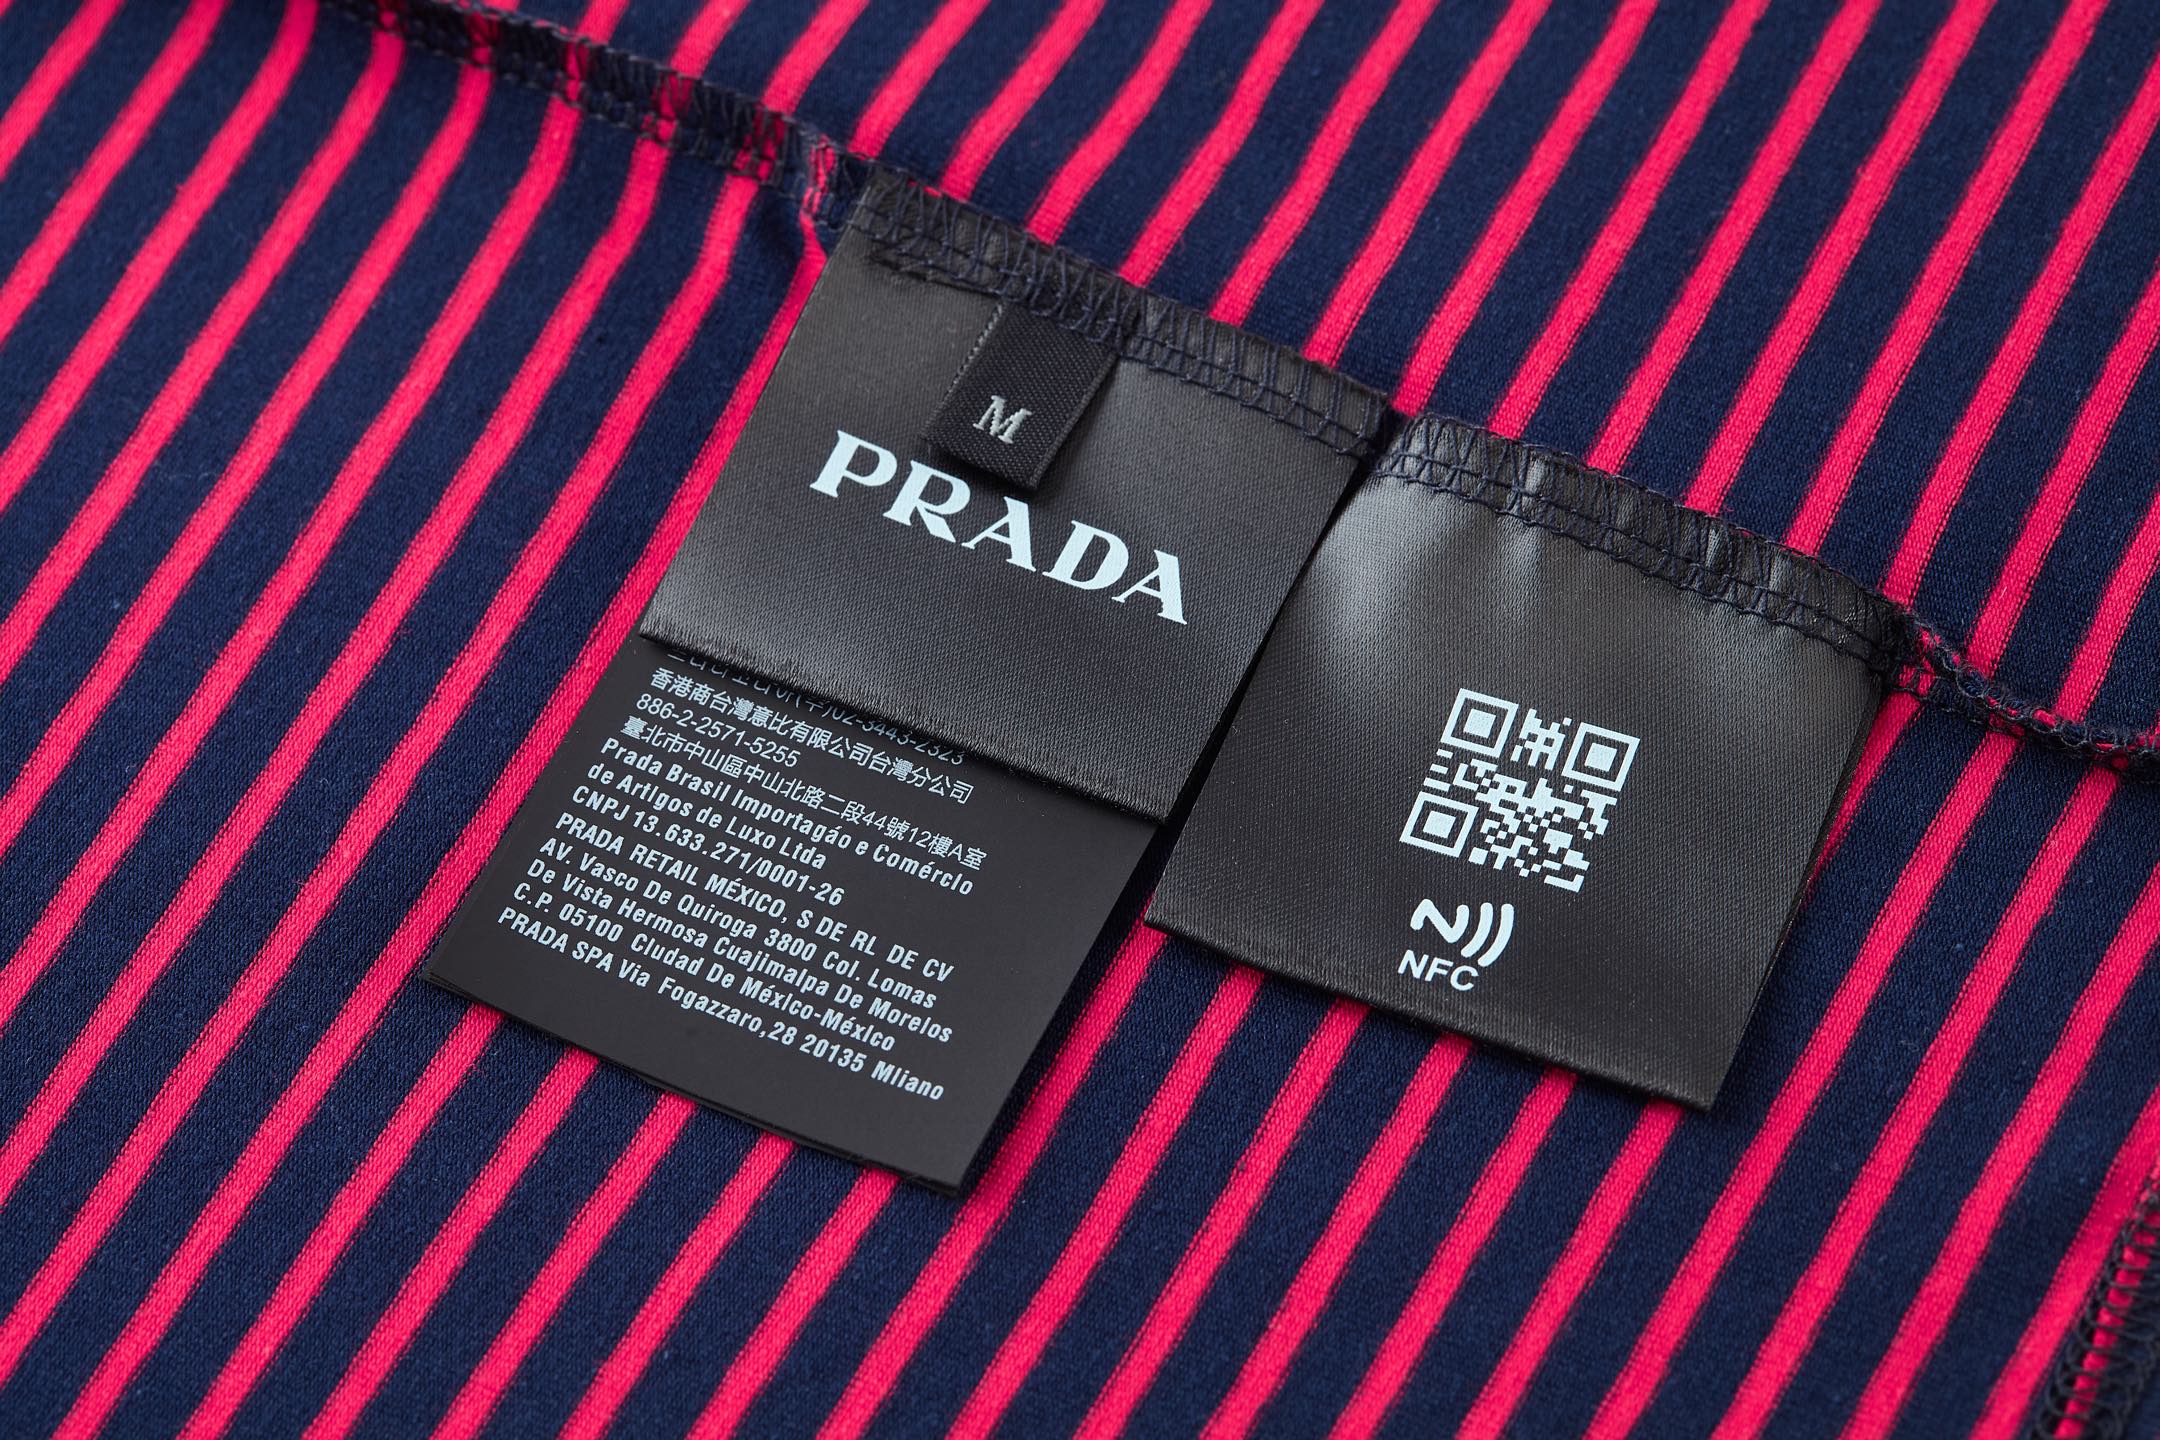 M
PRADA
香港商台灣意比有限公司台灣分公司
886-2-2571-5255
臺北市中山區中山北路二段44號12樓A室
Prada Brasil Importagáo e Comérclo
de Artlgos de Luxo Ltda
CNPJ 13.633.271/0001-26
PRADA RETAIL MÉXICO, S DE RL DE CV
AV. Vasco De Quiroga 3800 Col. Lomas
De Vista Hermosa Cuajimalpa De Morelos
C.P. 05100 Cludad De Méxlco-Méxlco
PRADA SPA Via Fogazzaro,28 20135 Mliano
NFC